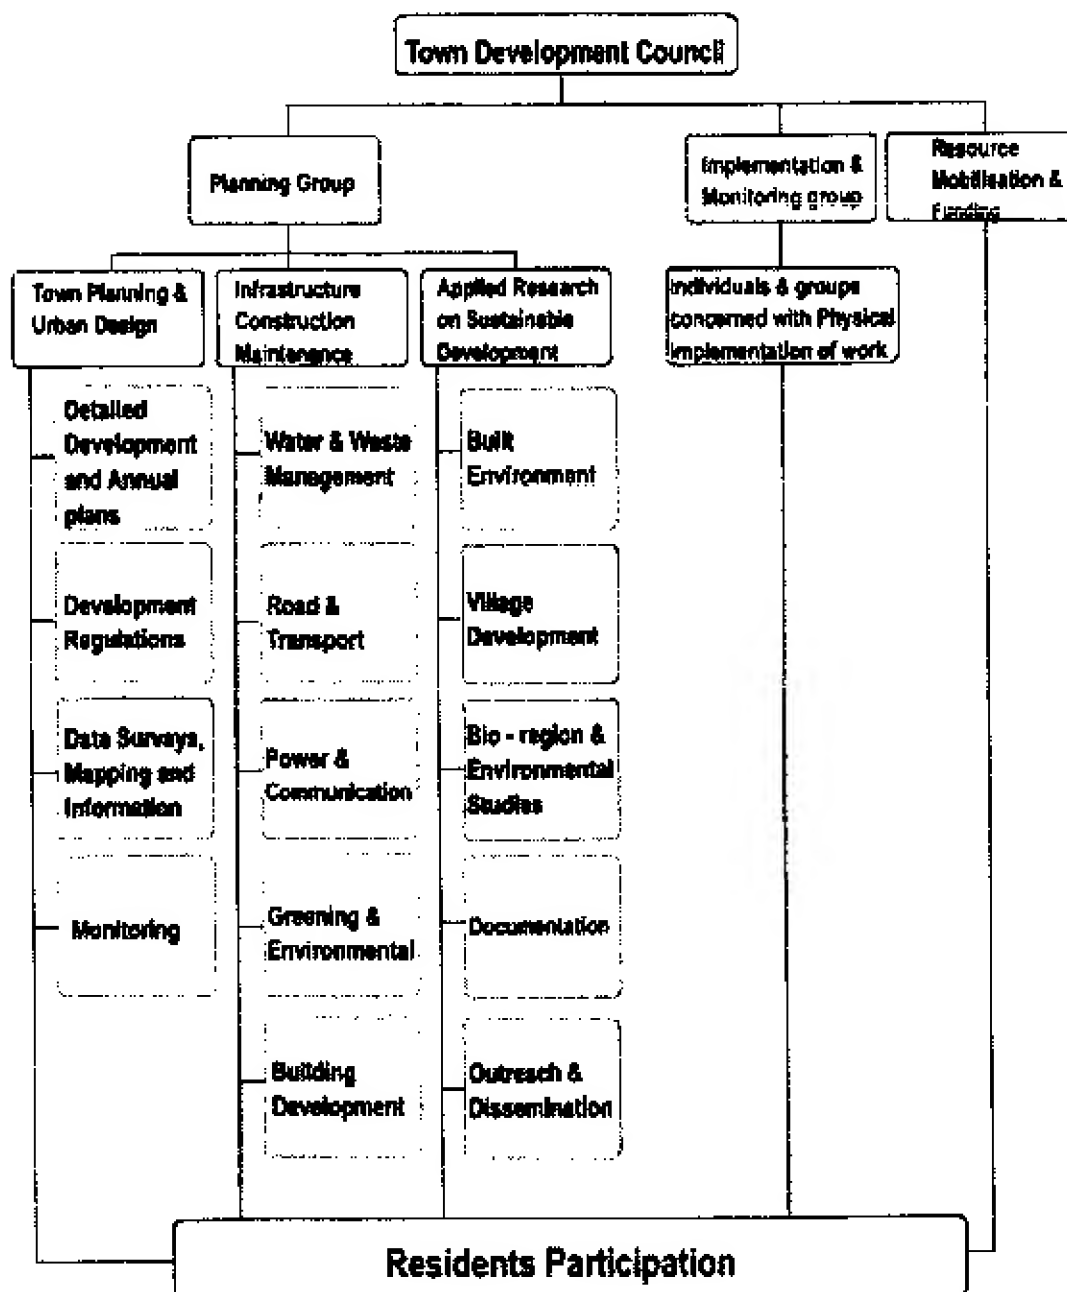 Town Development Council
Planning Group
Implementation &
Monitoring group
Resource
Mobilisation &
Funding
Town Planning &
Urban Design
Infrastructure
Construction
Maintenence
Applied Research
on Sustainable
Development
Individuals & groups
concerned with Physical
Implementation of work
Detailed
Development
and Annual
plans
Development
Regulations
Data Surveys,
Mapping and
Information
Monitoring
Water & Waste
Management
Road &
Transport
Power &
Communication
Greening &
Environmental
Building
Development
Built
Environment
Village
Development
Bio - region &
Environmental
Studies
Documentation
Outreach &
Dissemination
Residents Participation